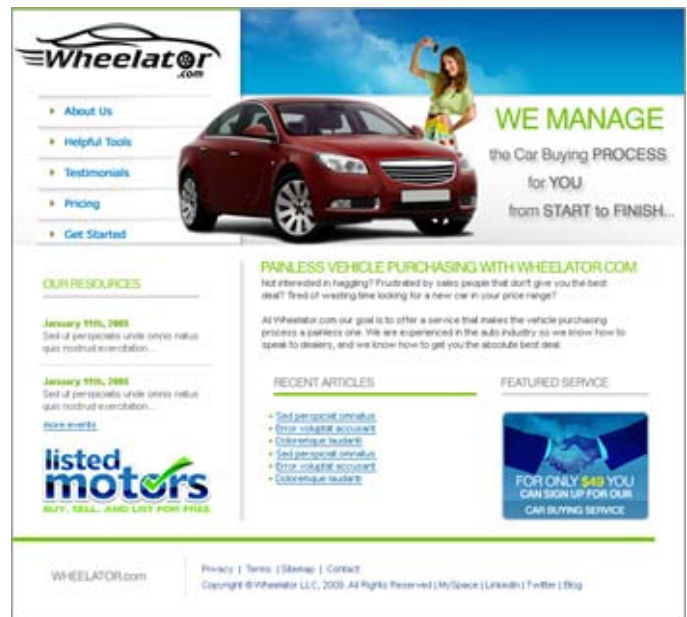 Wheelator
.com
About Us
Helpful Tools
Testimonials
Pricing
Get Started
WE MANAGE
the Car Buying PROCESS
for YOU
from START to FINISH...
OUR RESOURCES
January 11th, 2005
Sed ut perspiciatis unde omnis natus
quis nostrud exercitation...
January 11th, 2005
Sed ut perspiciatis unde omnis natus
quis nostrud exercitation...
more events
listed
motors
BUY, SELL, AND LIST FOR FREE
PAINLESS VEHICLE PURCHASING WITH WHEELATOR.COM
Not interested in haggling? Frustrated by sales people that don't give you the best
deal? Tired of wasting time looking for a new car in your price range?
At Wheelator.com our goal is to offer a service that makes the vehicle purchasing
process a painless one. We are experienced in the auto industry so we know how to
speak to dealers, and we know how to get you the absolute best deal.
RECENT ARTICLES
Sed perspiciat omnatus
Error voluptat accusant
Doloremque laudanti
Sed perspiciat omnatus
Error voluptat accusant
Doloremque laudanti
FEATURED SERVICE
FOR ONLY $49 YOU
CAN SIGN UP FOR OUR
CAR BUYING SERVICE
WHEELATOR.com
Privacy | Terms | Sitemap | Contact
Copyright © Wheelator LLC, 2009. All Rights Reserved | MySpace | LinkedIn | Twitter | Blog